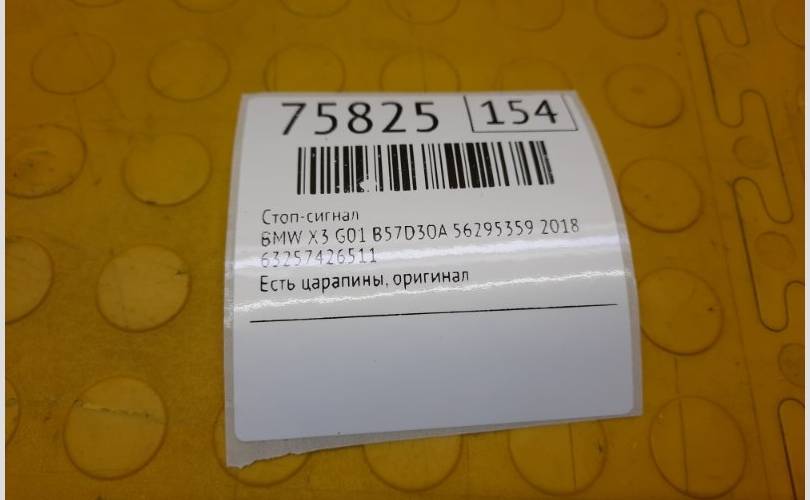 75825 154
Стоп-сигнал
BMW X3 G01 B57D30A 56295359 2018
63257426511
Есть царапины, оригинал